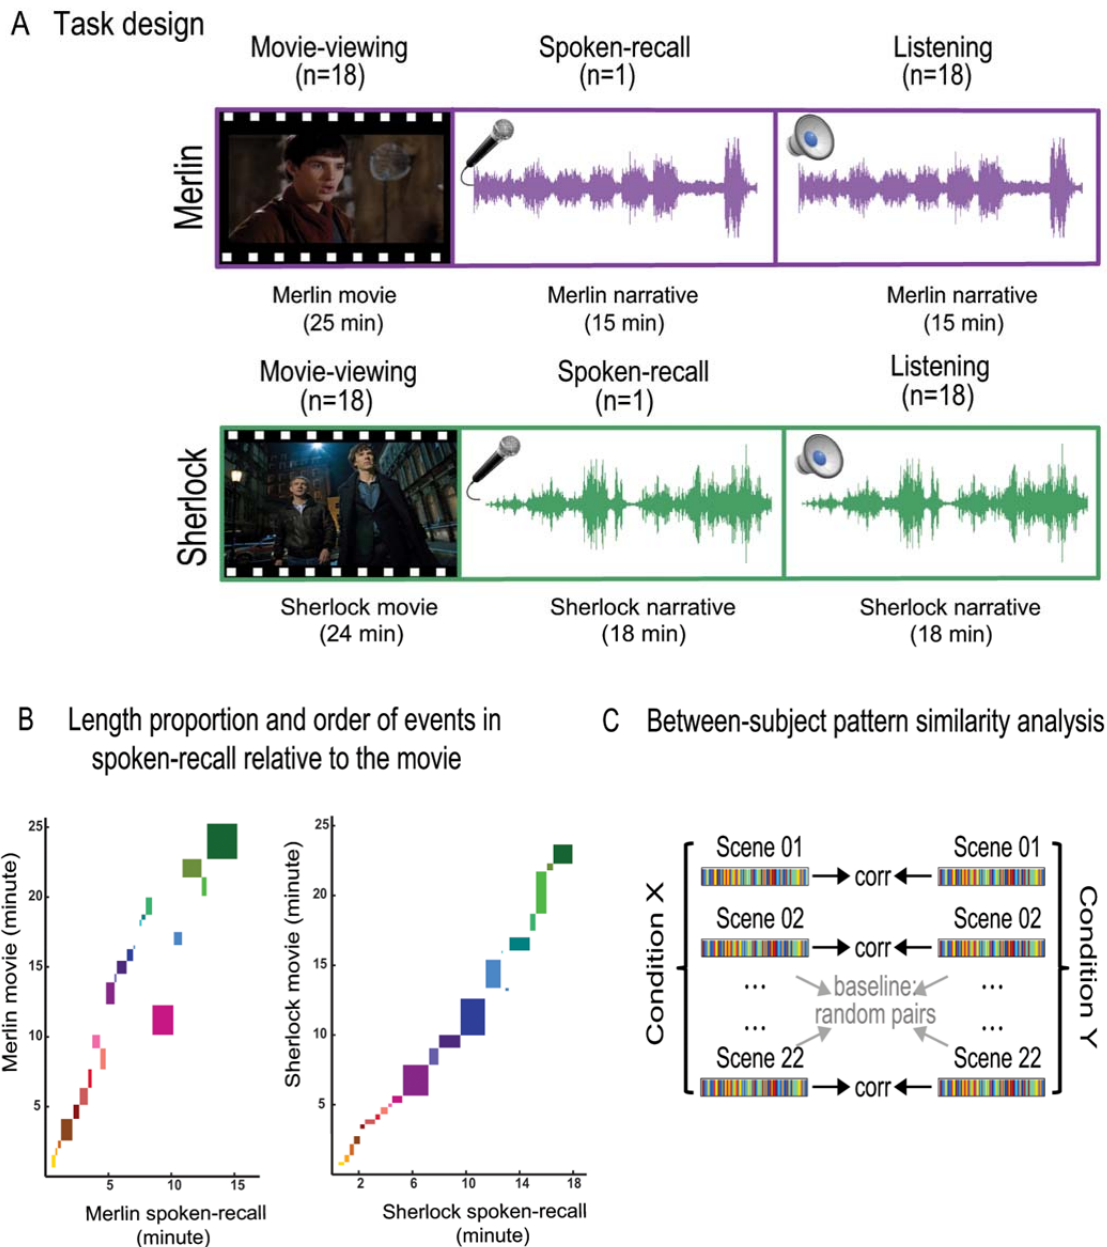 A Task design
Movie-viewing
(n=18)
Spoken-recall
(n=1)
Listening
(n=18)
Merlin
Merlin movie
(25 min)
Merlin narrative
(15 min)
Merlin narrative
(15 min)
Movie-viewing
(n=18)
Spoken-recall
(n=1)
Listening
(n=18)
Sherlock
Sherlock movie
(24 min)
Sherlock narrative
(18 min)
Sherlock narrative
(18 min)
B Length proportion and order of events in
spoken-recall relative to the movie
Merlin movie (minute)
25
20
15
10
5
5 10 15
Merlin spoken-recall
(minute)
Sherlock movie (minute)
25
20
15
10
5
2 6 10 14 18
Sherlock spoken-recall
(minute)
C Between-subject pattern similarity analysis
Condition X
Scene 01 Scene 01
corr
Scene 02 Scene 02
corr
... baseline: ...
... random pairs ...
Scene 22 Scene 22
corr
Condition Y